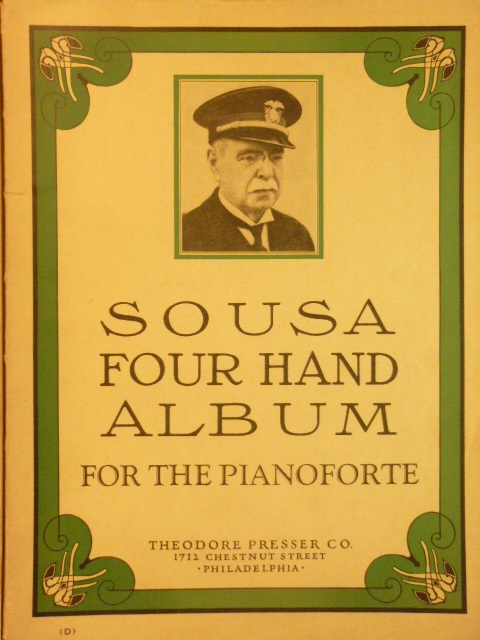 SOUSA
FOUR HAND
ALBUM
FOR THE PIANOFORTE
THEODORE PRESSER CO.
1712 CHESTNUT STREET
• PHILADELPHIA •
(D)